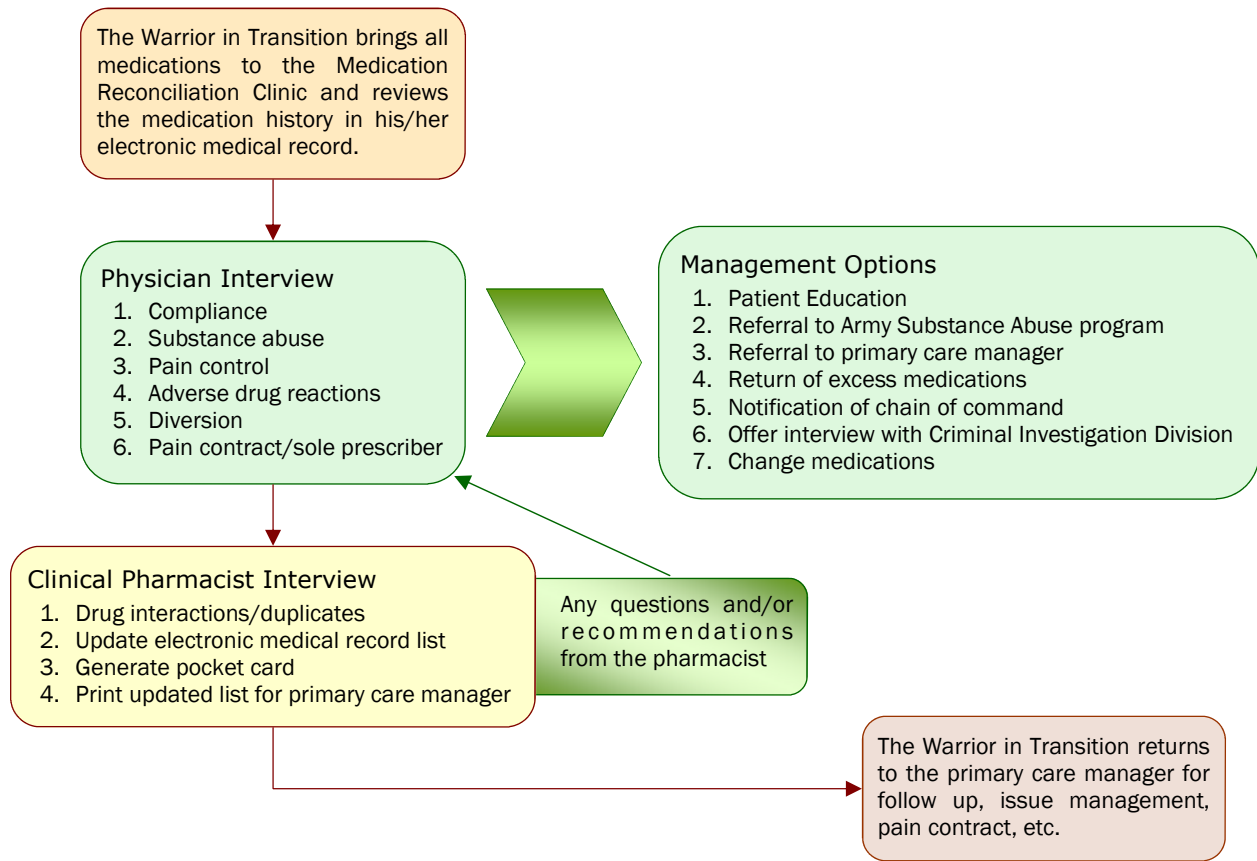 The Warrior in Transition brings all
medications to the Medication
Reconciliation Clinic and reviews
the medication history in his/her
electronic medical record.
Physician Interview
1. Compliance
2. Substance abuse
3. Pain control
4. Adverse drug reactions
5. Diversion
6. Pain contract/sole prescriber
Management Options
1. Patient Education
2. Referral to Army Substance Abuse program
3. Referral to primary care manager
4. Return of excess medications
5. Notification of chain of command
6. Offer interview with Criminal Investigation Division
7. Change medications
Clinical Pharmacist Interview
1. Drug interactions/duplicates
2. Update electronic medical record list
3. Generate pocket card
4. Print updated list for primary care manager
Any questions and/or
recommendations
from the pharmacist
The Warrior in Transition returns
to the primary care manager for
follow up, issue management,
pain contract, etc.